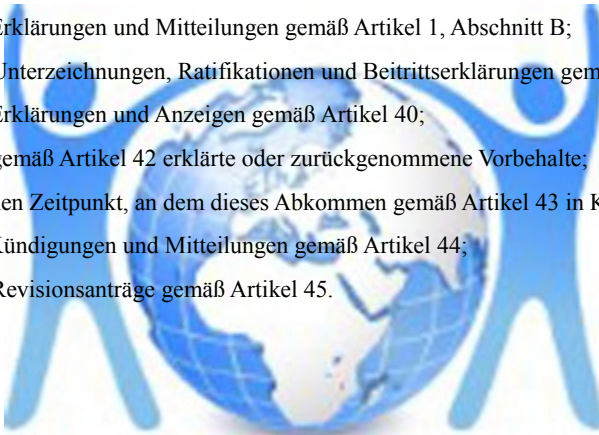 Erklärungen und Mitteilungen gemäß Artikel 1, Abschnitt B;
Unterzeichnungen, Ratifikationen und Beitrittserklärungen
Erklärungen und Anzeigen gemäß Artikel 40;
gemäß Artikel 42 erklärte oder zurückgenommene Vorbehalte;
den Zeitpunkt, an dem dieses Abkommen gemäß Artikel 43 in
Kündigungen und Mitteilungen gemäß Artikel 44;
Revisionsanträge gemäß Artikel 45.